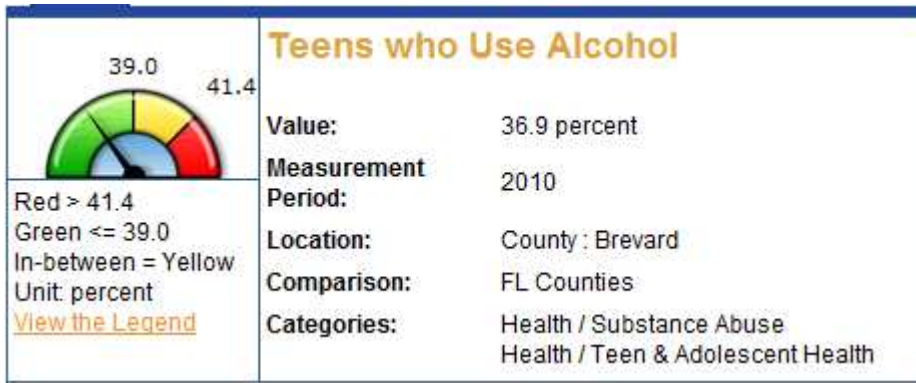 Teens who Use Alcohol
39.0
41.4
Red > 41.4
Green <= 39.0
In-between = Yellow
Unit: percent
View the Legend
Value: 36.9 percent
Measurement Period: 2010
Location: County : Brevard
Comparison: FL Counties
Categories: Health / Substance Abuse
Health / Teen & Adolescent Health